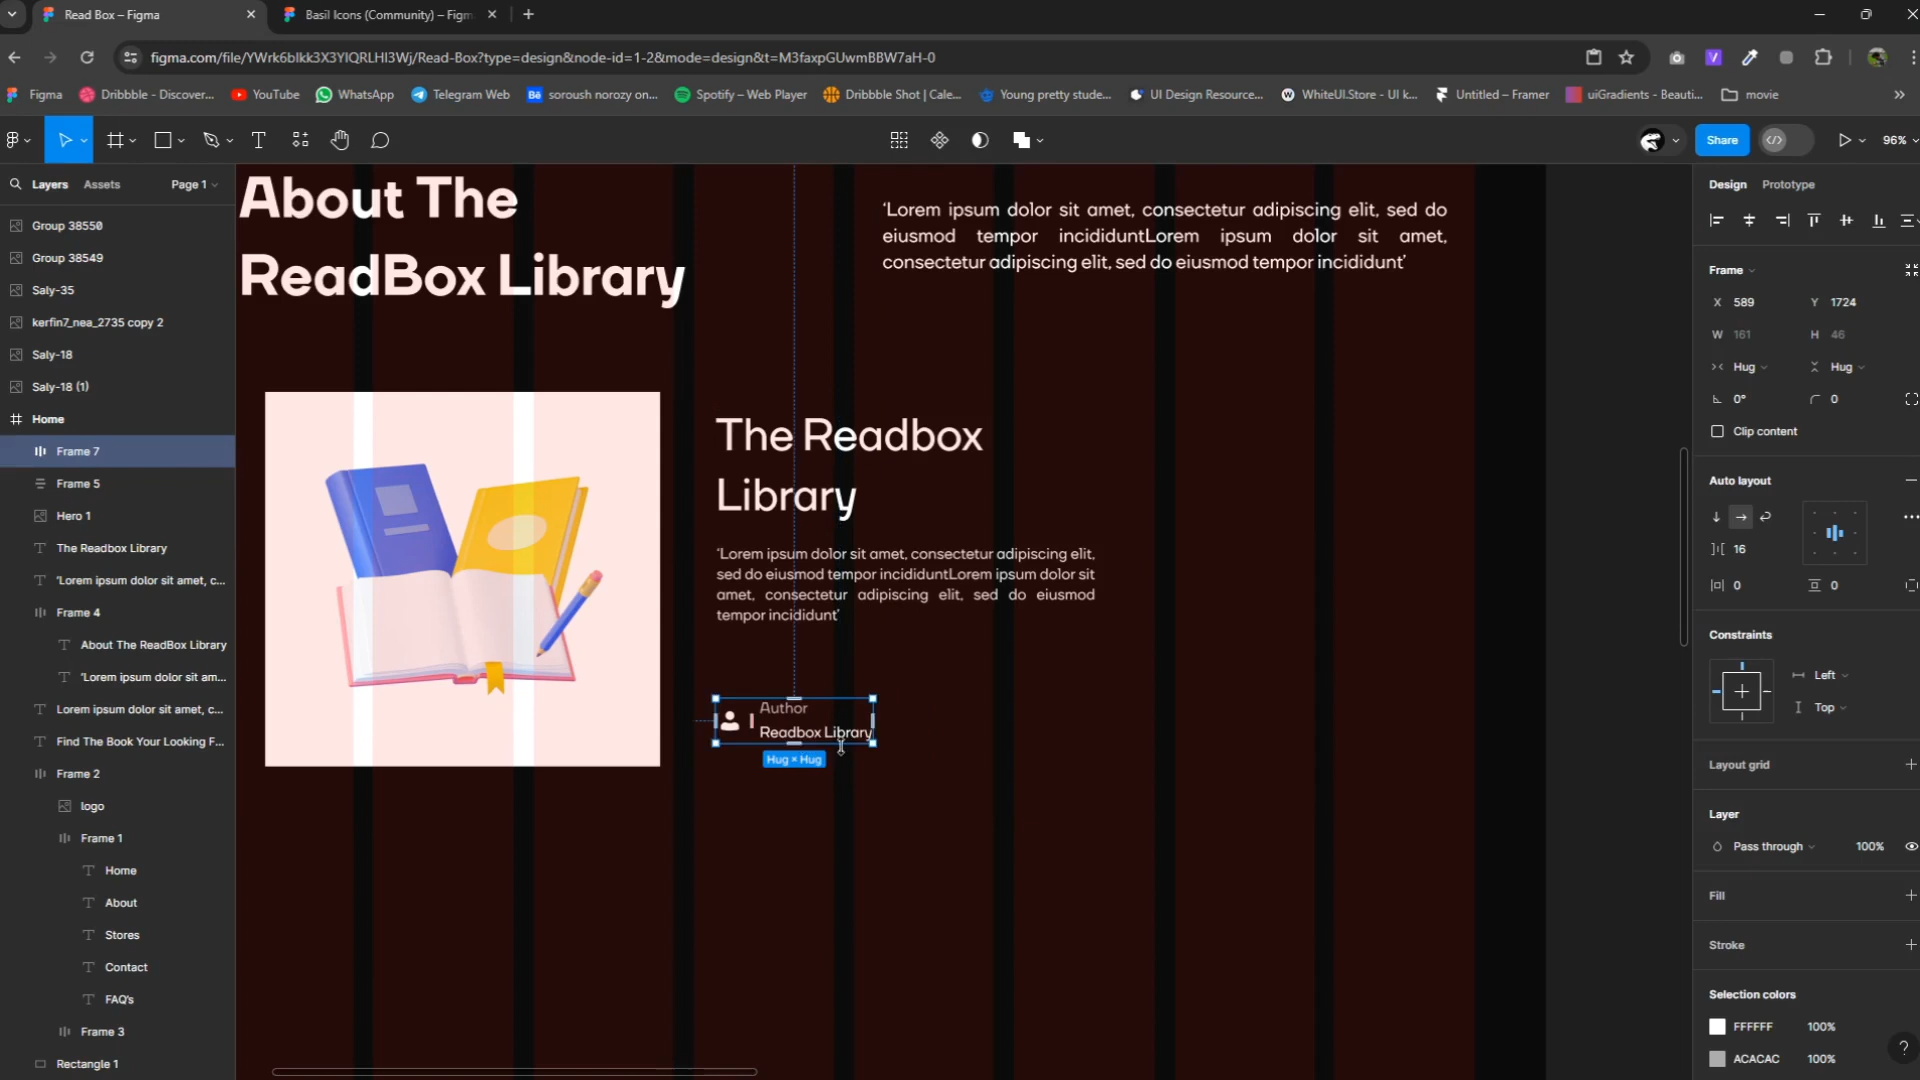 Read Box – Figma
Basil Icons (Community) – Figm
figma.com/file/YWrk6blkk3X3YIQRLHI3Wj/Read-Box?type=design&node-id=1-2&mode=design&t=M3faxpGUwmBBW7aH-0
Figma
Dribbble - Discover...
YouTube
WhatsApp
Telegram Web
Bē soroush norozy on...
Spotify – Web Player
Dribbble Shot | Cale...
Young pretty stude...
UI Design Resource...
WhiteUI.Store - UI k...
Untitled – Framer
uiGradients - Beauti...
movie
Share
96%
Layers
Assets
Page 1
Group 38550
Group 38549
Saly-35
kerfin7_nea_2735 copy 2
Saly-18
Saly-18 (1)
Home
Frame 7
Frame 5
Hero 1
The Readbox Library
‘Lorem ipsum dolor sit amet, c...
Frame 4
About The ReadBox Library
‘Lorem ipsum dolor sit am...
Lorem ipsum dolor sit amet, c...
Find The Book Your Looking F...
Frame 2
logo
Frame 1
Home
About
Stores
Contact
FAQ's
Frame 3
Rectangle 1
About The
ReadBox Library
‘Lorem ipsum dolor sit amet, consectetur adipiscing elit, sed do
eiusmod tempor incididuntLorem ipsum dolor sit amet,
consectetur adipiscing elit, sed do eiusmod tempor incididunt’
The Readbox
Library
‘Lorem ipsum dolor sit amet, consectetur adipiscing elit,
sed do eiusmod tempor incididuntLorem ipsum dolor sit
amet, consectetur adipiscing elit, sed do eiusmod
tempor incididunt’
Author
Readbox Library
Hug × Hug
Design
Prototype
Frame
X 589
Y 1724
W 161
H 46
Hug
Hug
0°
0
Clip content
Auto layout
16
0
0
Constraints
Left
Top
Layout grid
Layer
Pass through
100%
Fill
Stroke
Selection colors
FFFFFF 100%
ACACAC 100%
?